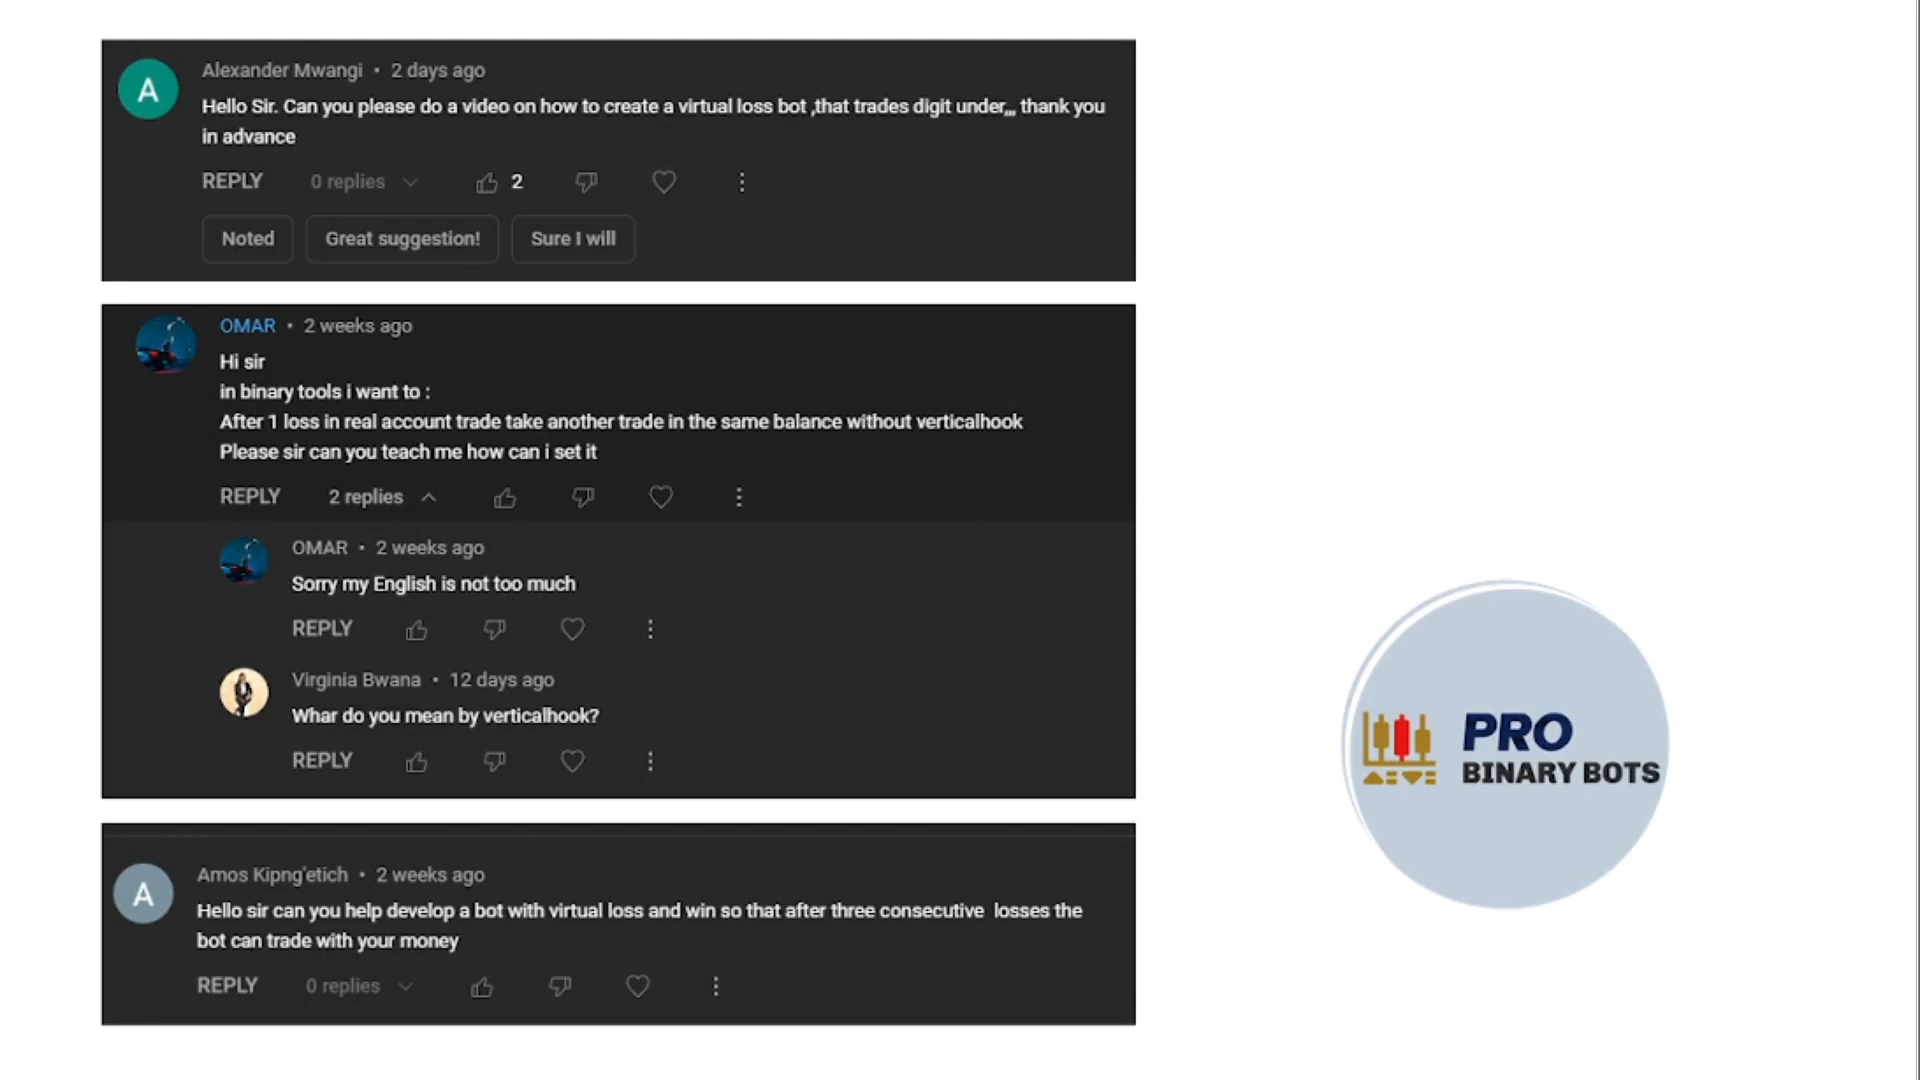 A
Alexander Mwangi • 2 days ago
Hello Sir. Can you please do a video on how to create a virtual loss bot ,that trades digit under,,, thank you
in advance
REPLY 0 replies 2
Noted Great suggestion! Sure I will
OMAR • 2 weeks ago
Hi sir
in binary tools i want to :
After 1 loss in real account trade take another trade in the same balance without verticalhook
Please sir can you teach me how can i set it
REPLY 2 replies
OMAR • 2 weeks ago
Sorry my English is not too much
REPLY
Virginia Bwana • 12 days ago
Whar do you mean by verticalhook?
REPLY
A
Amos Kipng'etich • 2 weeks ago
Hello sir can you help develop a bot with virtual loss and win so that after three consecutive losses the
bot can trade with your money
REPLY 0 replies
PRO
BINARY BOTS